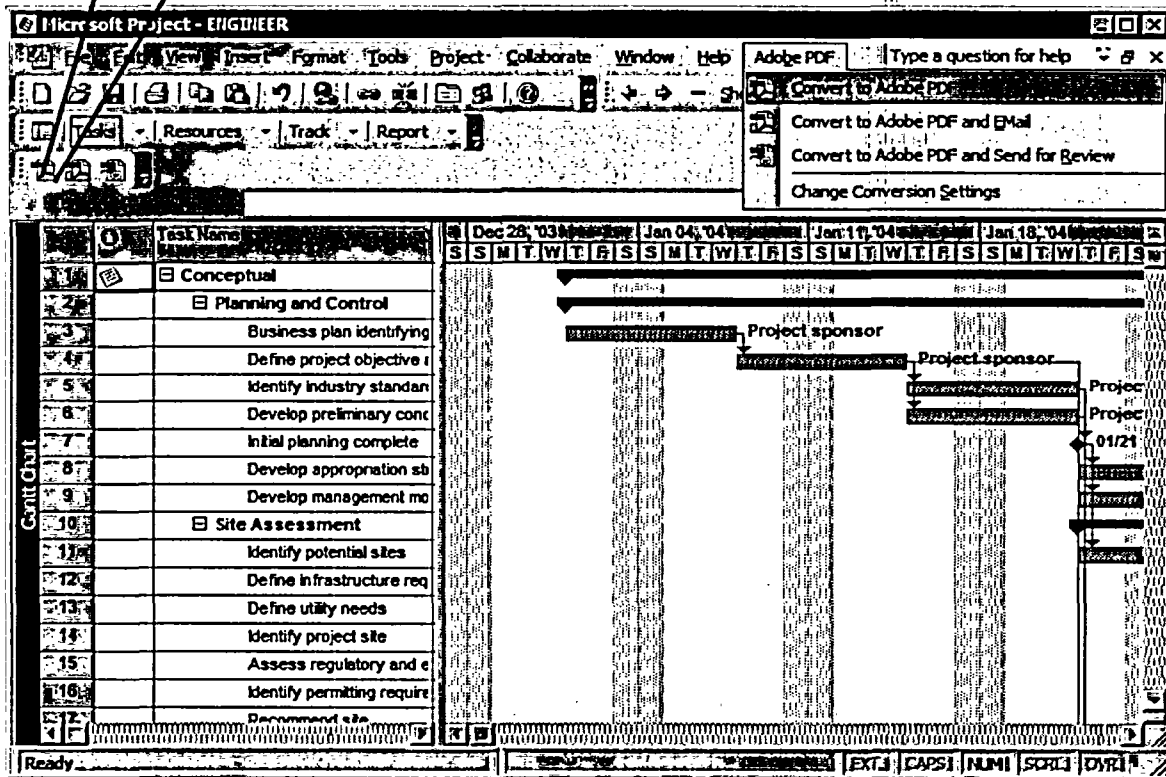 Microsoft Project - ENGINEER
File Edit View Insert Format Tools Project Collaborate Window Help Adobe PDF Type a question for help
Convert to Adobe PDF
Convert to Adobe PDF and EMail
Convert to Adobe PDF and Send for Review
Change Conversion Settings
Tasks Resources Track Report
Task Name
Dec 28, '03 Jan 04, '04 Jan 11, '04 Jan 18, '04
S S M T W T F S S M T W T F S S M T W T F S S M T W T F S
1 Conceptual
2 Planning and Control
3 Business plan identifying Project sponsor
4 Define project objective Project sponsor
5 Identify industry standar Projec
6 Develop preliminary conc Projec
7 Initial planning complete 01/21
8 Develop appropriation st
9 Develop management mo
10 Site Assessment
11 Identify potential sites
12 Define infrastructure req
13 Define utility needs
14 Identify project site
15 Assess regulatory and e
16 Identify permitting require
17 Recommend site
Gantt Chart
Ready EXT CAPS NUM SCRL OVR